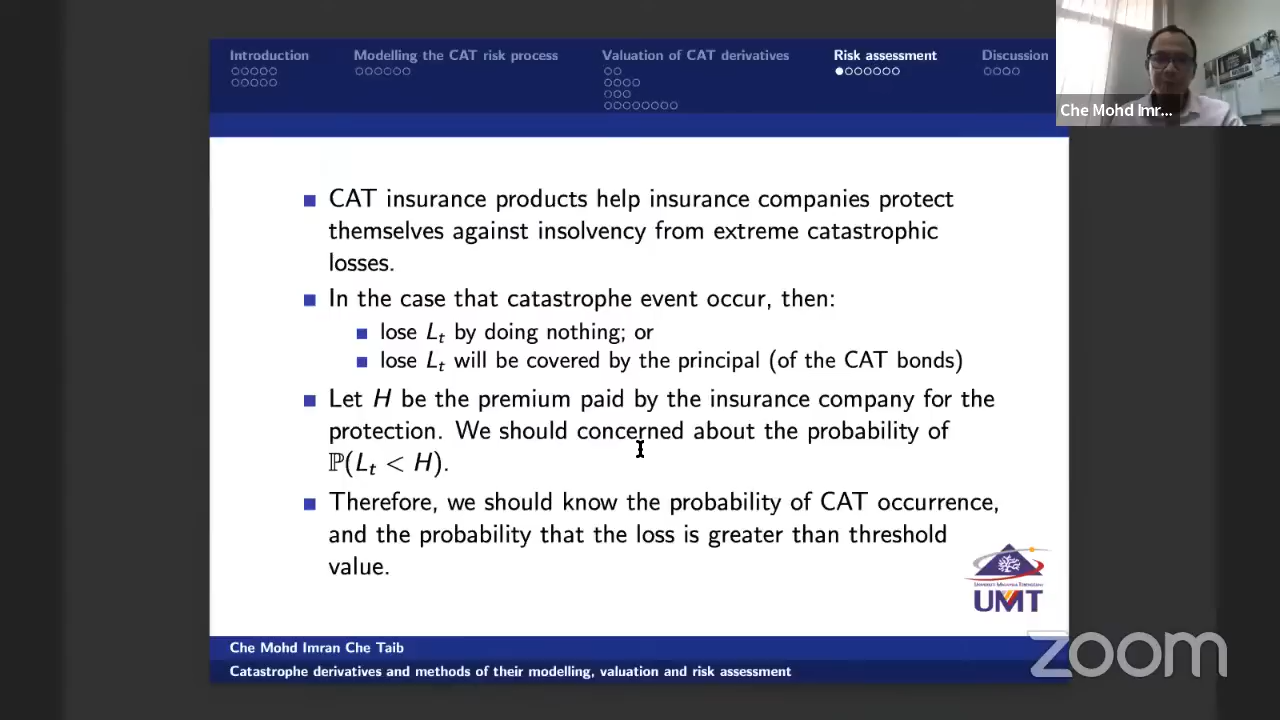 Introduction
Modelling the CAT risk process
Valuation of CAT derivatives
Risk assessment
Discussion
Che Mohd Imr...
CAT insurance products help insurance companies protect
themselves against insolvency from extreme catastrophic
losses.
In the case that catastrophe event occur, then:
lose Lₜ by doing nothing; or
lose Lₜ will be covered by the principal (of the CAT bonds)
Let H be the premium paid by the insurance company for the
protection. We should concerned about the probability of
ℙ(Lₜ < H).
Therefore, we should know the probability of CAT occurrence,
and the probability that the loss is greater than threshold
value.
UMT
Che Mohd Imran Che Taib
Catastrophe derivatives and methods of their modelling, valuation and risk assessment
zoom